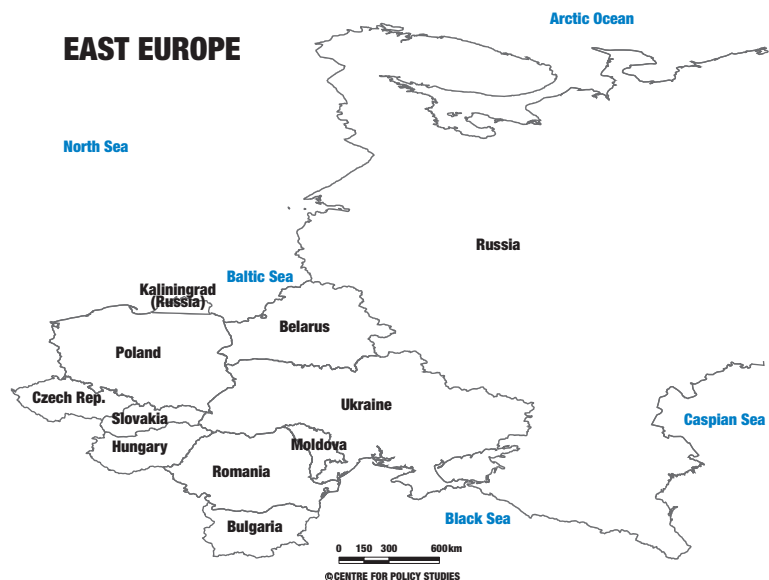 Arctic Ocean
EAST EUROPE
North Sea
Russia
Baltic Sea
Kaliningrad
(Russia)
Belarus
Poland
Czech Rep.
Ukraine
Slovakia
Caspian Sea
Hungary
Moldova
Romania
Black Sea
Bulgaria
0 150 300 600km
©CENTRE FOR POLICY STUDIES